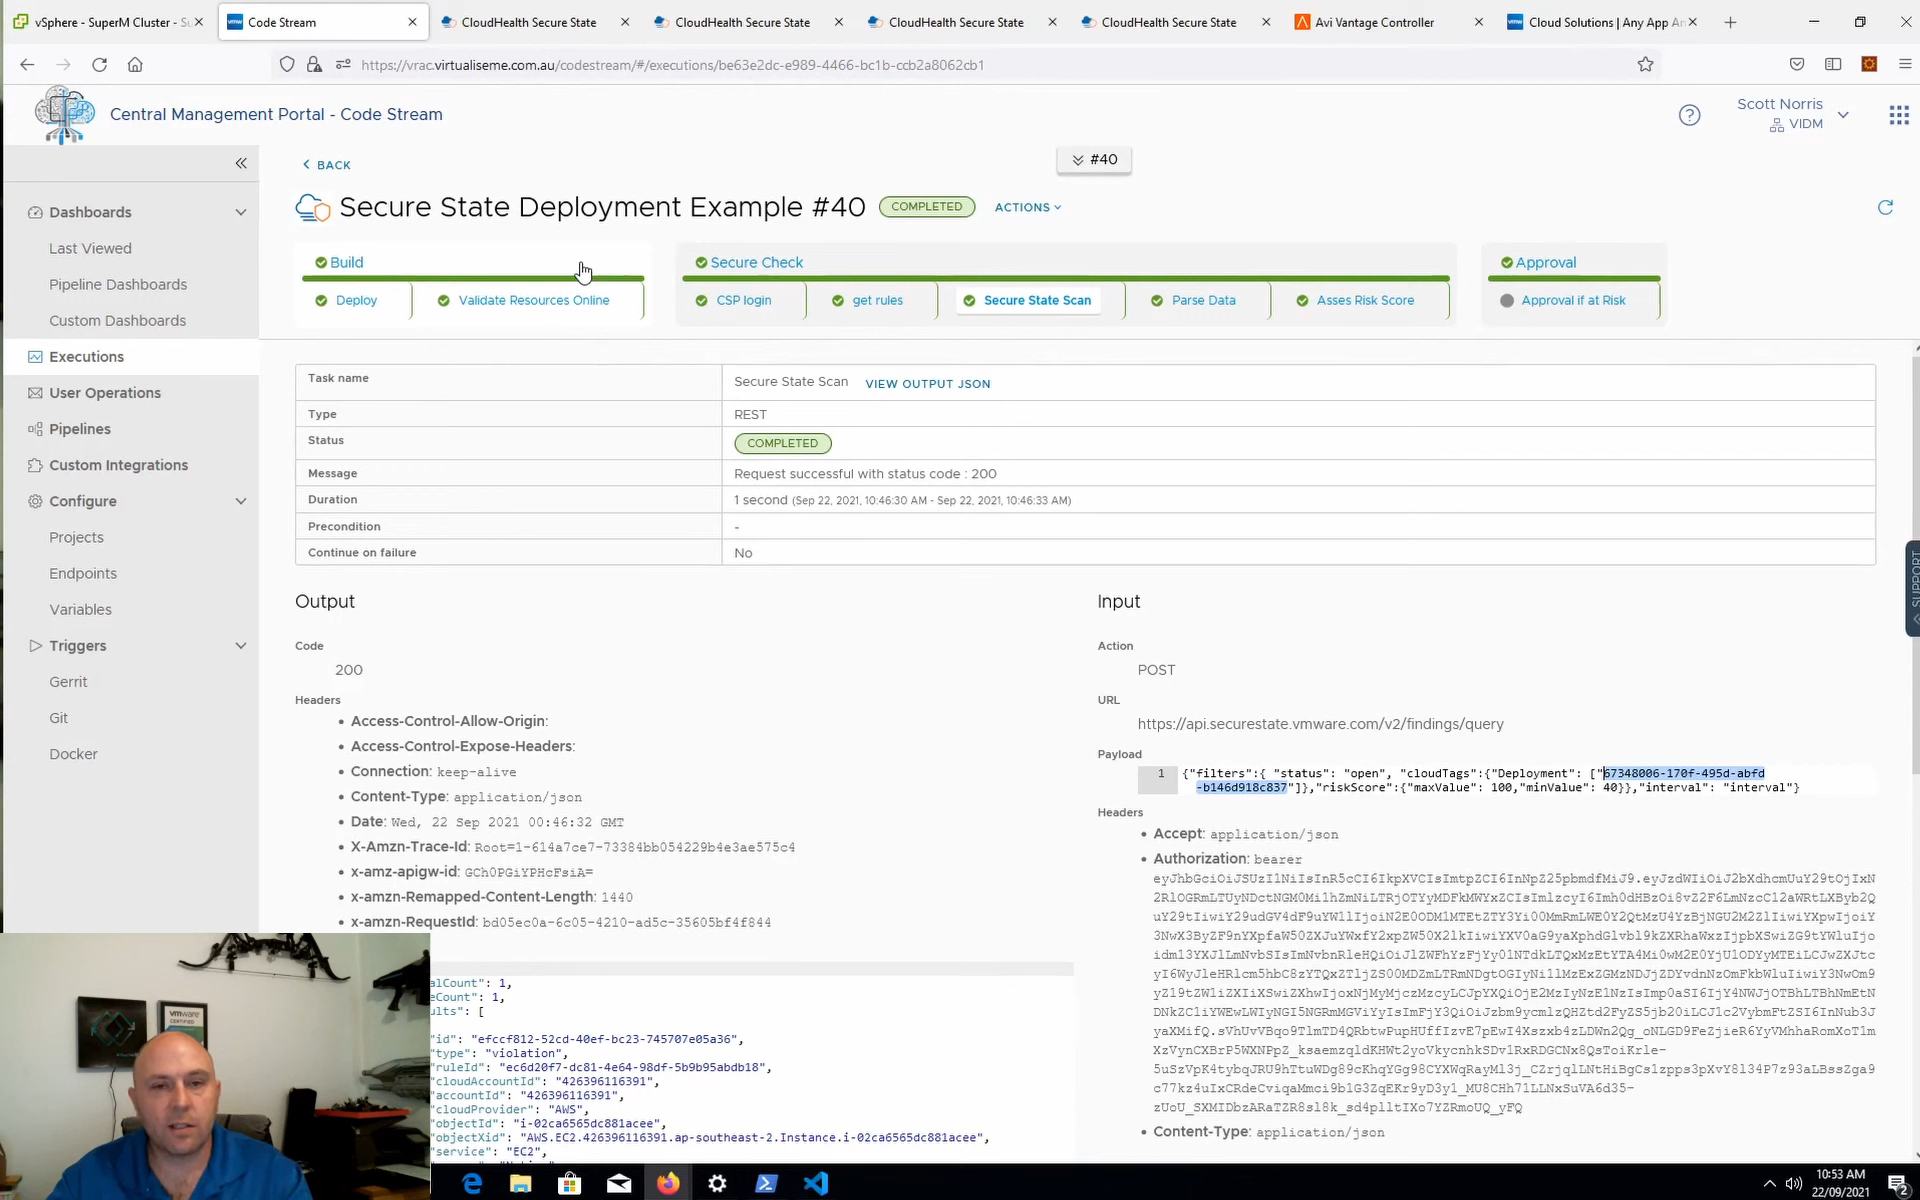 vSphere - SuperM Cluster - Su
Code Stream
CloudHealth Secure State
CloudHealth Secure State
CloudHealth Secure State
CloudHealth Secure State
Avi Vantage Controller
Cloud Solutions | Any App An
https://vrac.virtualiseme.com.au/codestream/#/executions/be63e2dc-e989-4466-bc1b-ccb2a8062cb1
Central Management Portal - Code Stream
Scott Norris
VIDM
Dashboards
Last Viewed
Pipeline Dashboards
Custom Dashboards
Executions
User Operations
Pipelines
Custom Integrations
Configure
Projects
Endpoints
Variables
Triggers
Gerrit
Git
Docker
BACK
#40
Secure State Deployment Example #40 COMPLETED ACTIONS
Build
Deploy
Validate Resources Online
Secure Check
CSP login
get rules
Secure State Scan
Parse Data
Asses Risk Score
Approval
Approval if at Risk
Task name Secure State Scan VIEW OUTPUT JSON
Type REST
Status COMPLETED
Message Request successful with status code : 200
Duration 1 second (Sep 22, 2021, 10:46:30 AM - Sep 22, 2021, 10:46:33 AM)
Precondition -
Continue on failure No
Output
Code
200
Headers
• Access-Control-Allow-Origin:
• Access-Control-Expose-Headers:
• Connection: keep-alive
• Content-Type: application/json
• Date: Wed, 22 Sep 2021 00:46:32 GMT
• X-Amzn-Trace-Id: Root=1-614a7ce7-73384bb054229b4e3ae575c4
• x-amz-apigw-id: GCh0PGiYPHcFsiA=
• x-amzn-Remapped-Content-Length: 1440
• x-amzn-RequestId: bd05ec0a-6c05-4210-ad5c-35605bf4f844
alCount": 1,
eCount": 1,
ults": [
"id": "efccf812-52cd-40ef-bc23-745707e05a36",
"type": "violation",
"ruleId": "ec6d20f7-dc81-4e64-98df-5b9b95abdb18",
"cloudAccountId": "426396116391",
"accountId": "426396116391",
"cloudProvider": "AWS",
"objectId": "i-02ca6565dc881acee",
"objectXid": "AWS.EC2.426396116391.ap-southeast-2.Instance.i-02ca6565dc881acee",
"service": "EC2",
Input
Action
POST
URL
https://api.securestate.vmware.com/v2/findings/query
Payload
1 {"filters":{ "status": "open", "cloudTags":{"Deployment": ["67348006-170f-495d-abfd
-b146d918c837"]},"riskScore":{"maxValue": 100,"minValue": 40}},"interval": "interval"}
Headers
• Accept: application/json
• Authorization: bearer
• Content-Type: application/json
SUPPORT
vmware
CERTIFIED
10:53 AM
22/09/2021
2